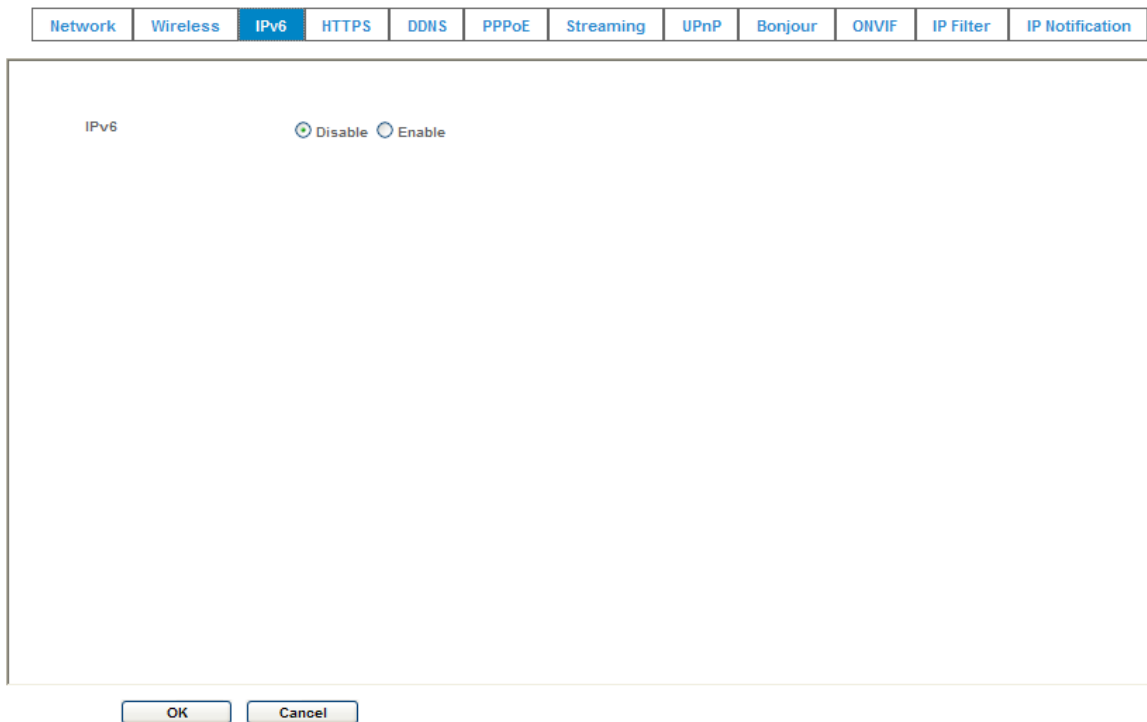 Network Wireless IPv6 HTTPS DDNS PPPoE Streaming UPnP Bonjour ONVIF IP Filter IP Notification
IPv6 Disable Enable
OK Cancel